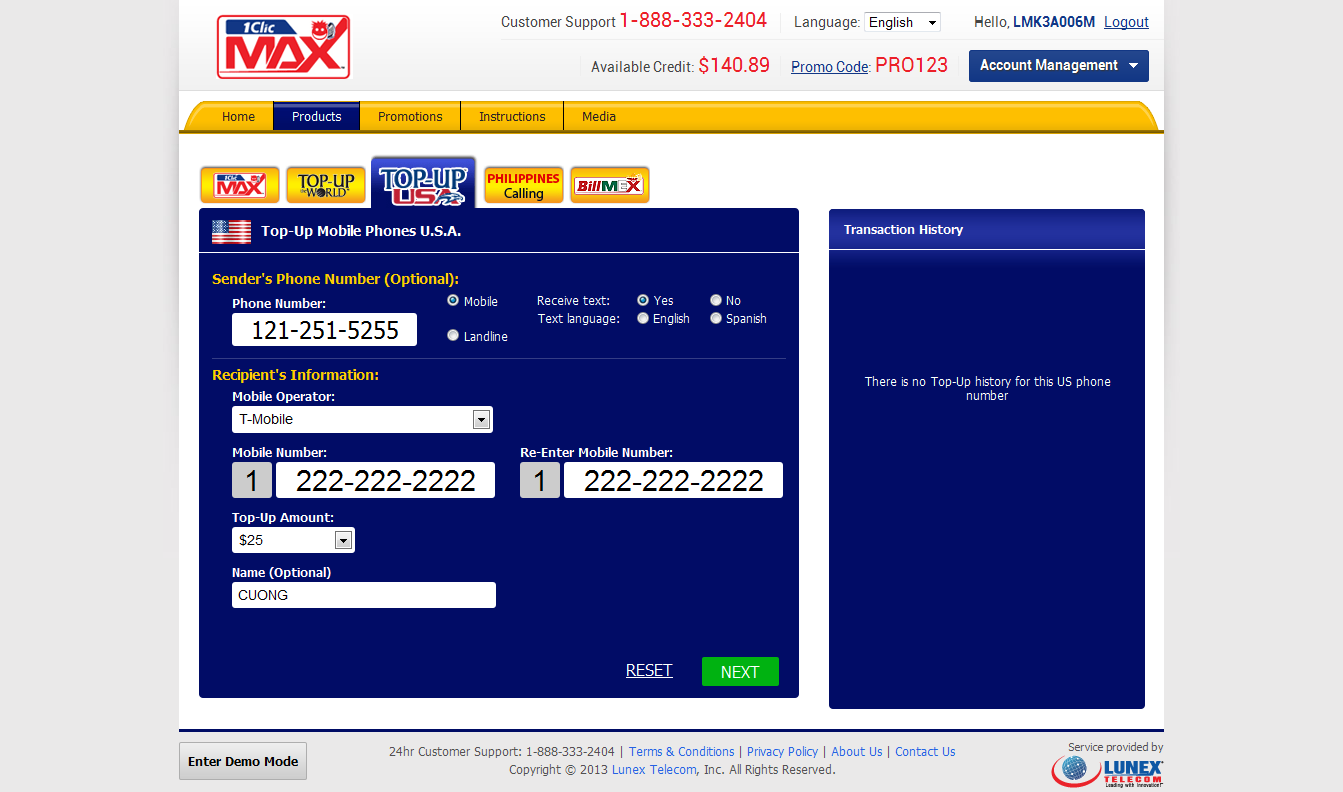 1Clic
MAX
Customer Support 1-888-333-2404
Language: English
Hello, LMK3A006M Logout
Available Credit: $140.89
Promo Code: PRO123
Account Management
Home Products Promotions Instructions Media
1Clic MAX
TOP-UP the WORLD
TOP-UP USA
PHILIPPINES Calling
BillMEX
Top-Up Mobile Phones U.S.A.
Sender's Phone Number (Optional):
Phone Number:
121-251-5255
Mobile
Landline
Receive text: Yes No
Text language: English Spanish
Recipient's Information:
Mobile Operator:
T-Mobile
Mobile Number: Re-Enter Mobile Number:
1 222-222-2222 1 222-222-2222
Top-Up Amount:
$25
Name (Optional)
CUONG
RESET NEXT
Transaction History
There is no Top-Up history for this US phone
number
Enter Demo Mode
24hr Customer Support: 1-888-333-2404 | Terms & Conditions | Privacy Policy | About Us | Contact Us
Copyright © 2013 Lunex Telecom, Inc. All Rights Reserved.
Service provided by
LUNEX
TELECOM
Leading with Innovation!